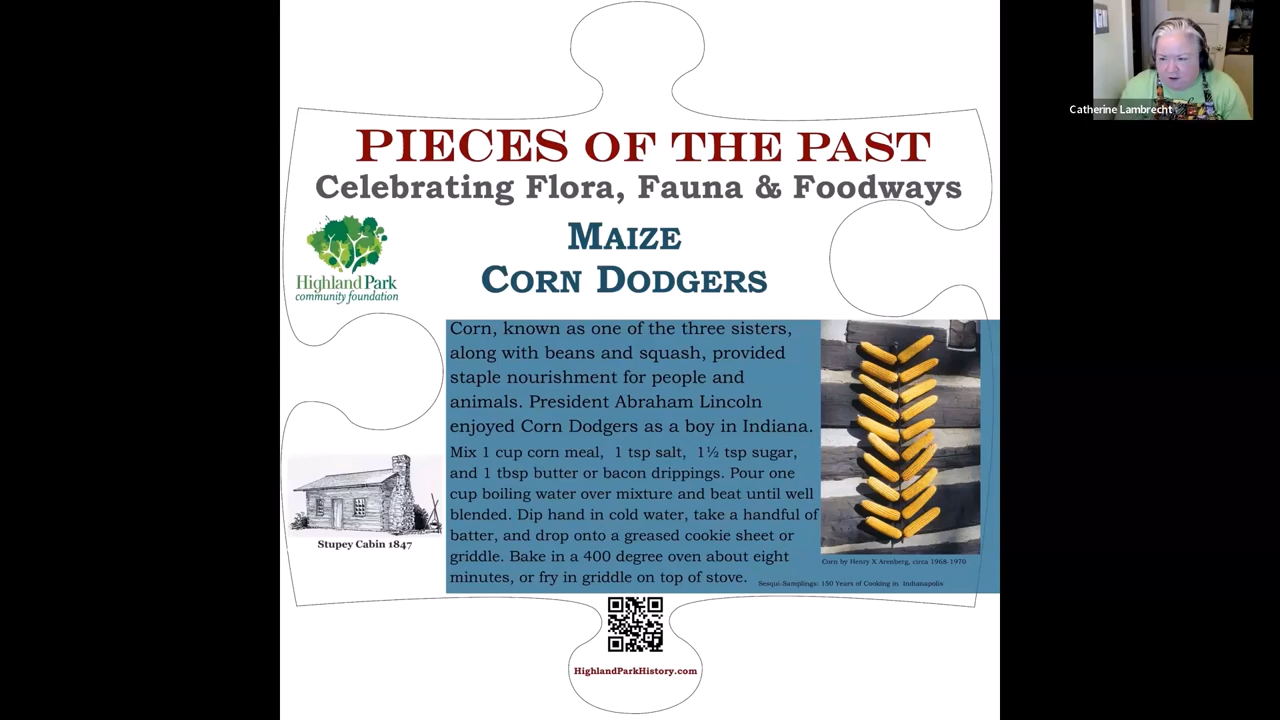 PIECES OF THE PAST
Celebrating Flora, Fauna & Foodways
Highland Park
community foundation
MAIZE
CORN DODGERS
Corn, known as one of the three sisters,
along with beans and squash, provided
staple nourishment for people and
animals. President Abraham Lincoln
enjoyed Corn Dodgers as a boy in Indiana.
Mix 1 cup corn meal, 1 tsp salt, 1½ tsp sugar,
and 1 tbsp butter or bacon drippings. Pour one
cup boiling water over mixture and beat until well
blended. Dip hand in cold water, take a handful of
batter, and drop onto a greased cookie sheet or
griddle. Bake in a 400 degree oven about eight
minutes, or fry in griddle on top of stove.
Corn by Henry X Arenberg, circa 1968-1970
Sesqui-Samplings: 150 Years of Cooking in Indianapolis
Stupey Cabin 1847
HighlandParkHistory.com
Catherine Lambrecht